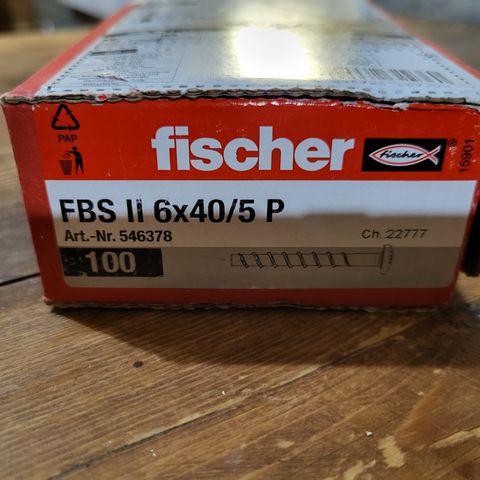 PAP
fischer
fischer
®
15901
FBS II 6x40/5 P
Art.-Nr. 546378
Ch. 22777
100